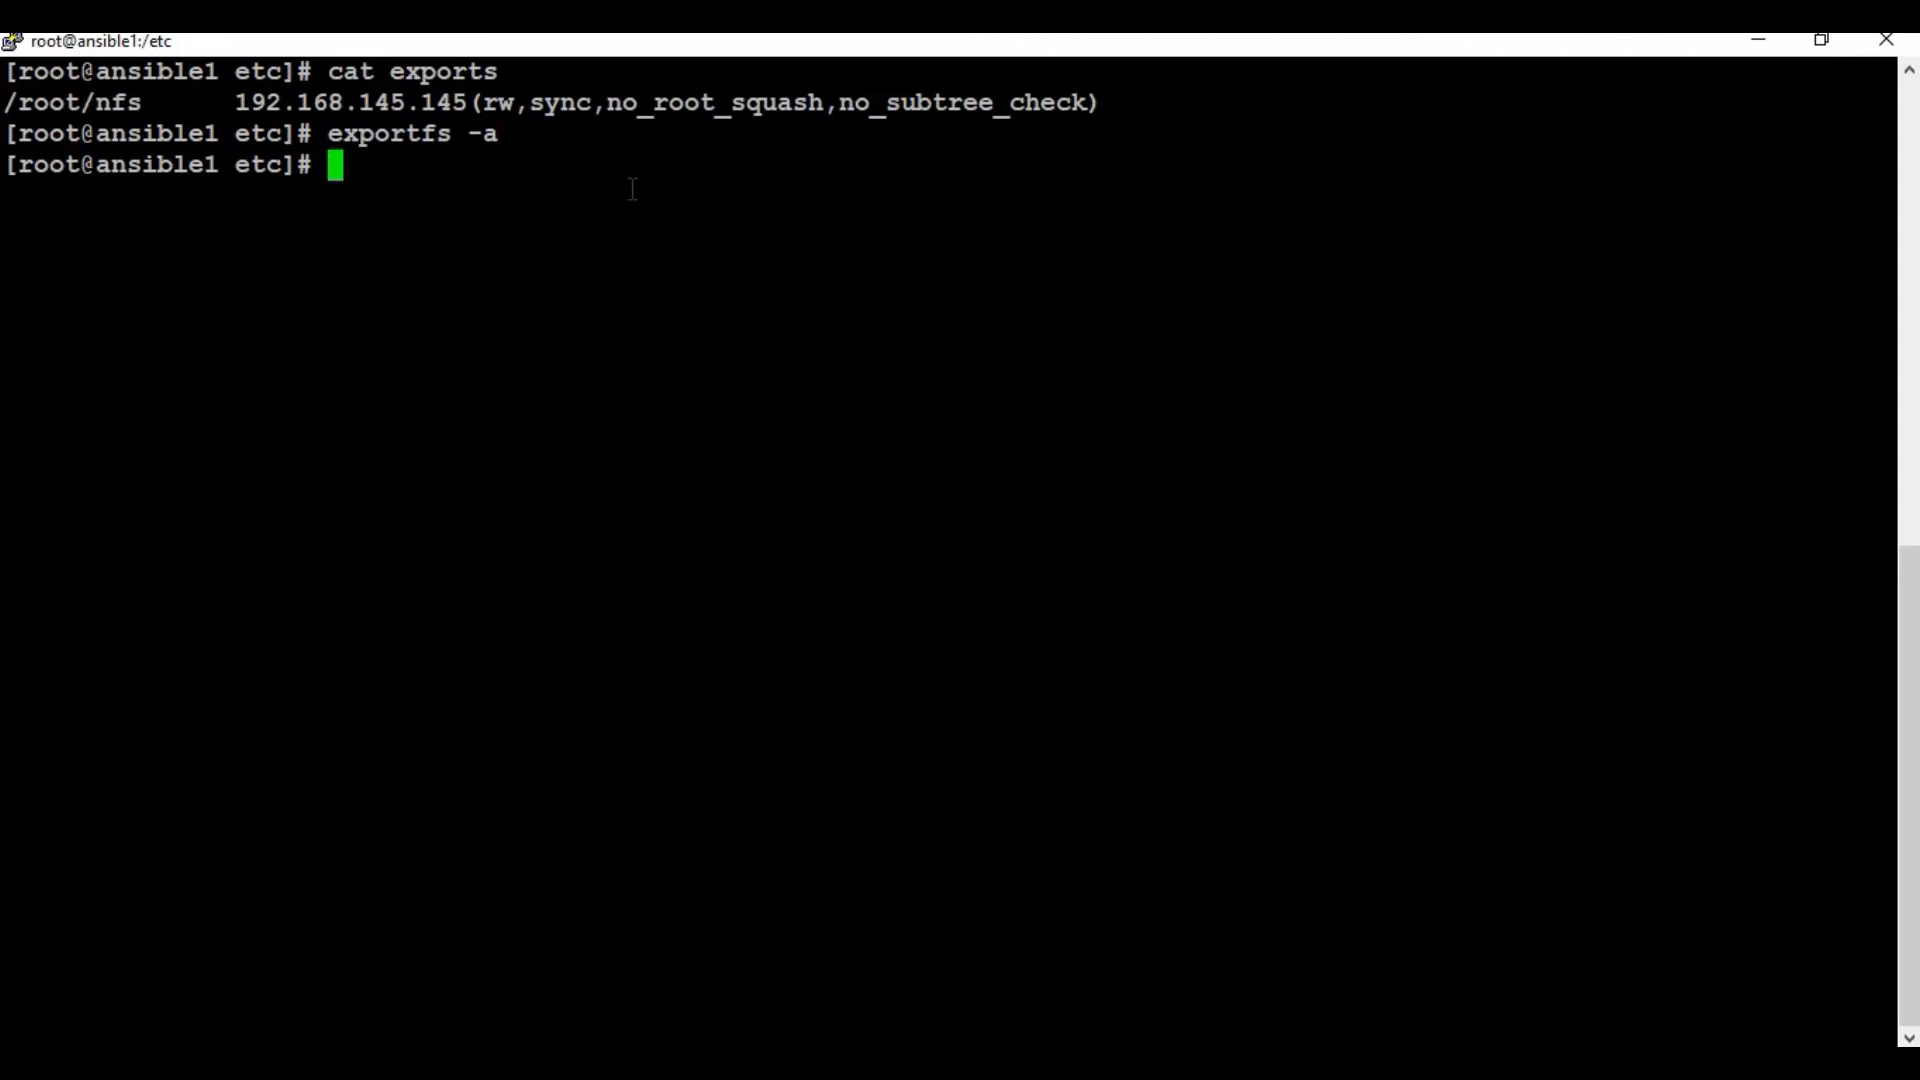 root@ansible1:/etc
[root@ansible1 etc]# cat exports
/root/nfs      192.168.145.145(rw,sync,no_root_squash,no_subtree_check)
[root@ansible1 etc]# exportfs -a
[root@ansible1 etc]#